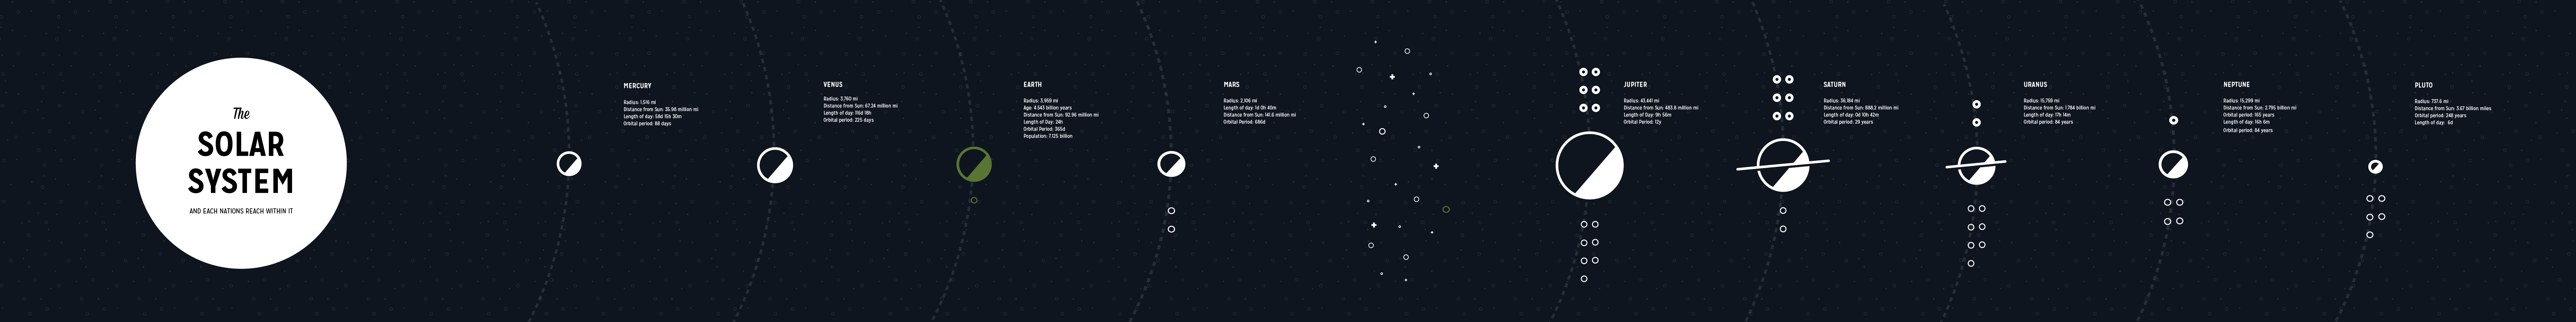 The
SOLAR
SYSTEM
AND EACH NATIONS REACH WITHIN IT
MERCURY
Radius: 1,516 mi
Distance from Sun: 35.98 million mi
Length of day: 58d 15h 30m
Orbital period: 88 days
VENUS
Radius: 3,760 mi
Distance from Sun: 67.24 million mi
Length of day: 116d 18h
Orbital period: 225 days
EARTH
Radius: 3,959 mi
Age: 4.543 billion years
Distance from Sun: 92.96 million mi
Length of Day: 24h
Orbital Period: 365d
Population: 7.125 billion
MARS
Radius: 2,106 mi
Length of day: 1d 0h 40m
Distance from Sun: 141.6 million mi
Orbital Period: 686d
JUPITER
Radius: 43,441 mi
Distance from Sun: 483.8 million mi
Length of Day: 9h 56m
Orbital Period: 12y
SATURN
Radius: 36,184 mi
Distance from Sun: 888.2 million mi
Length of day: 0d 10h 42m
Orbital period: 29 years
URANUS
Radius: 15,759 mi
Distance from Sun: 1.784 billion mi
Length of day: 17h 14m
Orbital period: 84 years
NEPTUNE
Radius: 15,299 mi
Distance from Sun: 2.795 billion mi
Orbital period: 165 years
Length of day: 16h 6m
Orbital period: 84 years
PLUTO
Radius: 737.6 mi
Distance from Sun: 3.67 billion miles
Orbital period: 248 years
Length of day: 6d